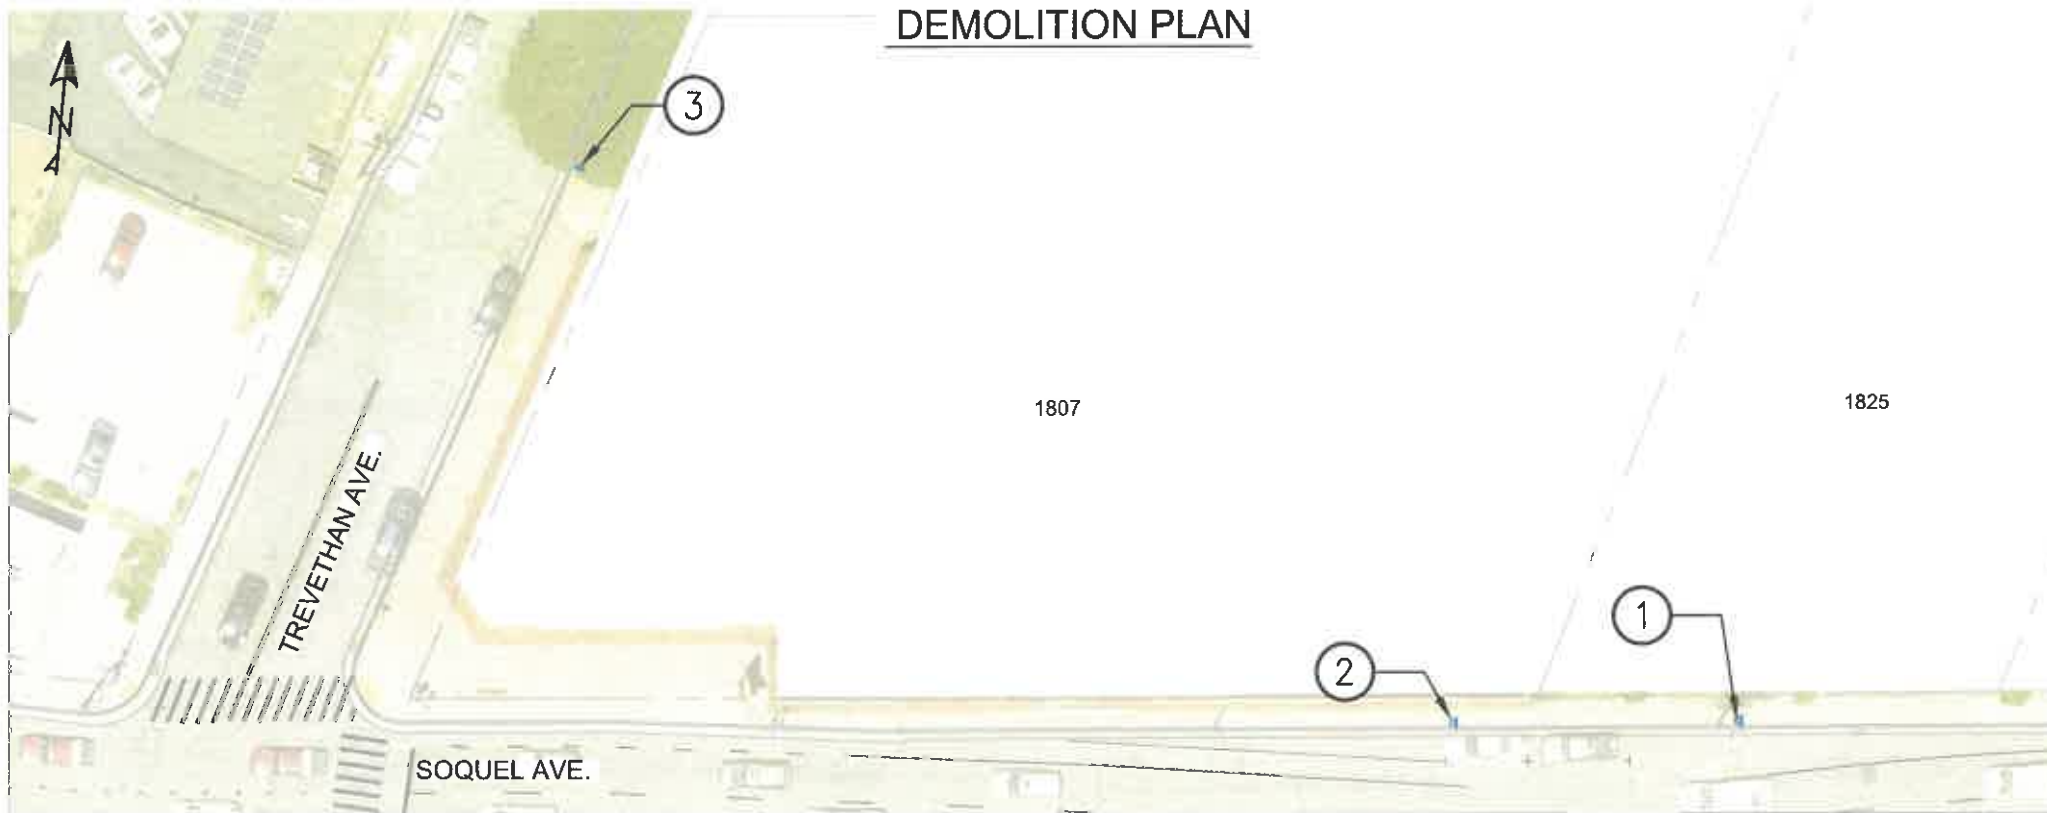 DEMOLITION PLAN
N
3
1807
1825
TREVETHAN AVE.
1
2
SOQUEL AVE.